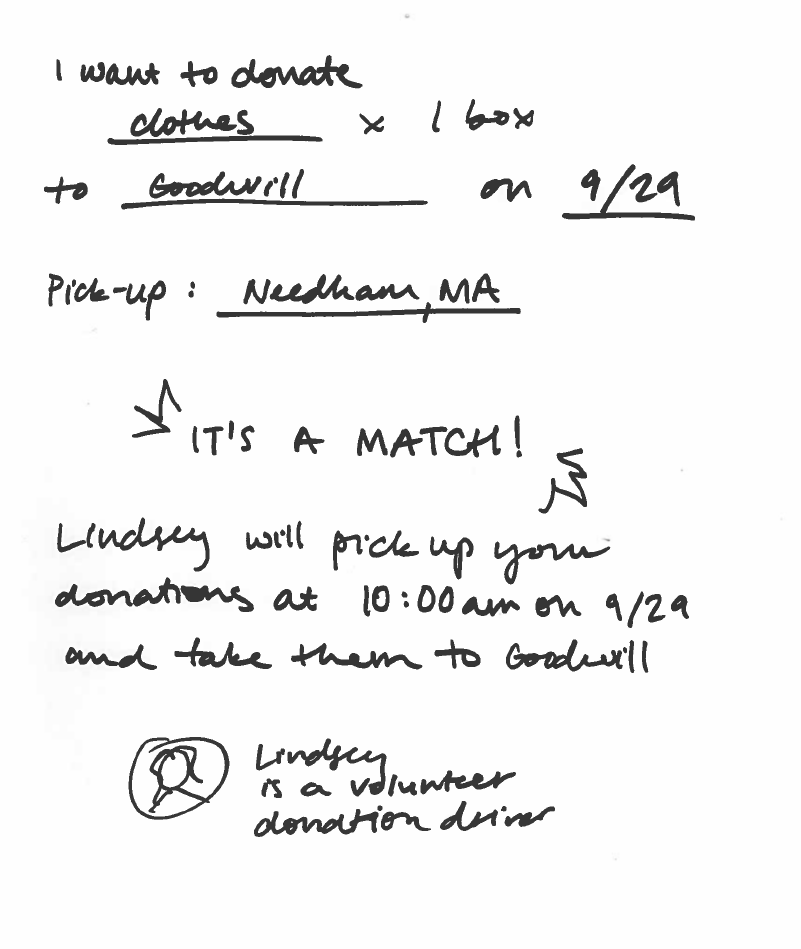 I want to donate
clothes x 1 box
to Goodwill on 9/29
Pick-up: Needham, MA
IT'S A MATCH!
Lindsey will pick up your
donations at 10:00am on 9/29
and take them to Goodwill
Lindsey
is a volunteer
donation driver